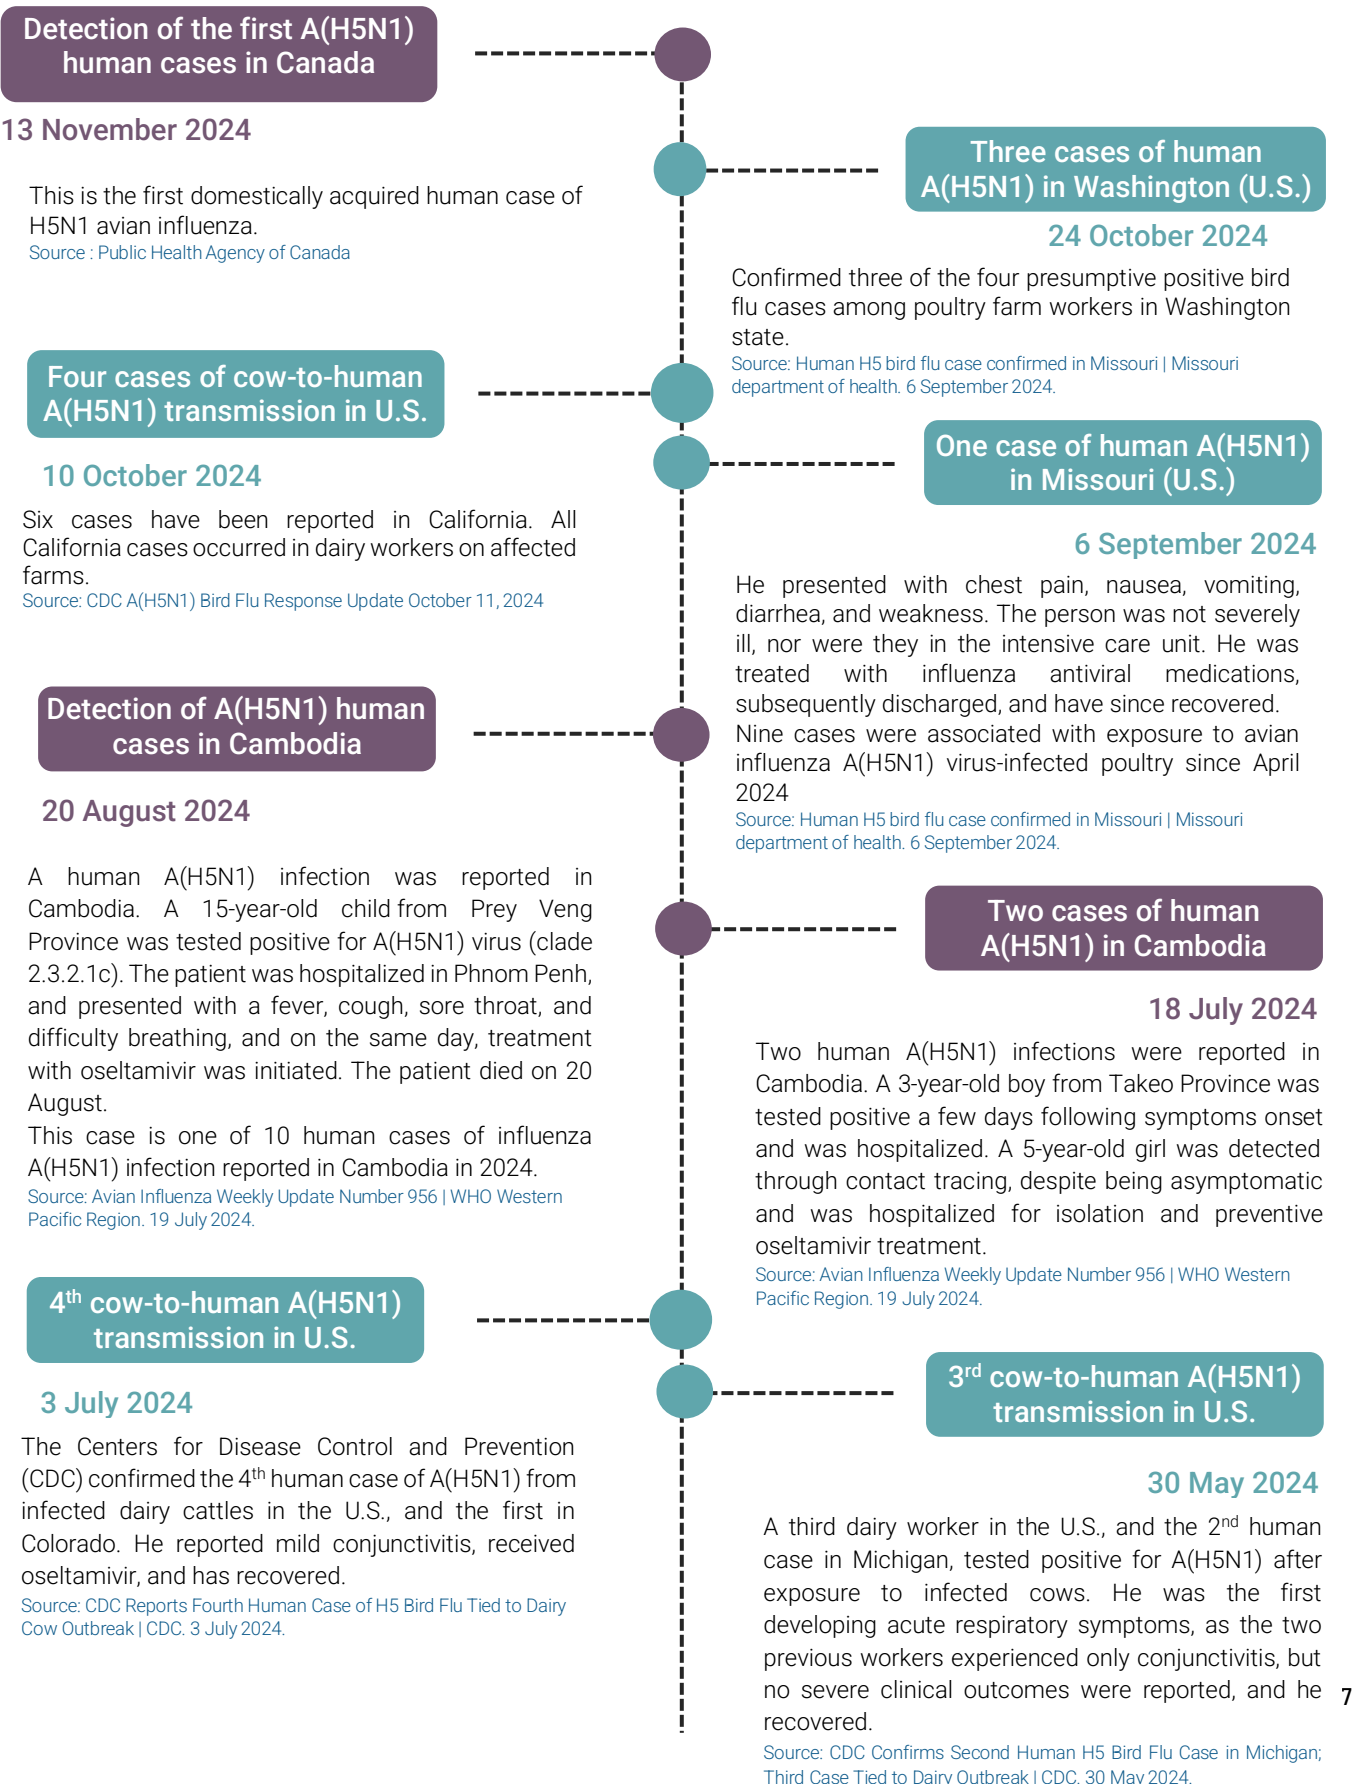 Detection of the first A(H5N1)
human cases in Canada
13 November 2024
This is the first domestically acquired human case of
H5N1 avian influenza.
Source : Public Health Agency of Canada
Three cases of human
A(H5N1) in Washington (U.S.)
24 October 2024
Confirmed three of the four presumptive positive bird
flu cases among poultry farm workers in Washington
state.
Source: Human H5 bird flu case confirmed in Missouri | Missouri
department of health. 6 September 2024.
Four cases of cow-to-human
A(H5N1) transmission in U.S.
10 October 2024
Six cases have been reported in California. All
California cases occurred in dairy workers on affected
farms.
Source: CDC A(H5N1) Bird Flu Response Update October 11, 2024
One case of human A(H5N1)
in Missouri (U.S.)
6 September 2024
He presented with chest pain, nausea, vomiting,
diarrhea, and weakness. The person was not severely
ill, nor were they in the intensive care unit. He was
treated with influenza antiviral medications,
subsequently discharged, and have since recovered.
Nine cases were associated with exposure to avian
influenza A(H5N1) virus-infected poultry since April
2024
Source: Human H5 bird flu case confirmed in Missouri | Missouri
department of health. 6 September 2024.
Detection of A(H5N1) human
cases in Cambodia
20 August 2024
A human A(H5N1) infection was reported in
Cambodia. A 15-year-old child from Prey Veng
Province was tested positive for A(H5N1) virus (clade
2.3.2.1c). The patient was hospitalized in Phnom Penh,
and presented with a fever, cough, sore throat, and
difficulty breathing, and on the same day, treatment
with oseltamivir was initiated. The patient died on 20
August.
This case is one of 10 human cases of influenza
A(H5N1) infection reported in Cambodia in 2024.
Source: Avian Influenza Weekly Update Number 956 | WHO Western
Pacific Region. 19 July 2024.
Two cases of human
A(H5N1) in Cambodia
18 July 2024
Two human A(H5N1) infections were reported in
Cambodia. A 3-year-old boy from Takeo Province was
tested positive a few days following symptoms onset
and was hospitalized. A 5-year-old girl was detected
through contact tracing, despite being asymptomatic
and was hospitalized for isolation and preventive
oseltamivir treatment.
Source: Avian Influenza Weekly Update Number 956 | WHO Western
Pacific Region. 19 July 2024.
4th cow-to-human A(H5N1)
transmission in U.S.
3 July 2024
The Centers for Disease Control and Prevention
(CDC) confirmed the 4th human case of A(H5N1) from
infected dairy cattles in the U.S., and the first in
Colorado. He reported mild conjunctivitis, received
oseltamivir, and has recovered.
Source: CDC Reports Fourth Human Case of H5 Bird Flu Tied to Dairy
Cow Outbreak | CDC. 3 July 2024.
3rd cow-to-human A(H5N1)
transmission in U.S.
30 May 2024
A third dairy worker in the U.S., and the 2nd human
case in Michigan, tested positive for A(H5N1) after
exposure to infected cows. He was the first
developing acute respiratory symptoms, as the two
previous workers experienced only conjunctivitis, but
no severe clinical outcomes were reported, and he
recovered.
Source: CDC Confirms Second Human H5 Bird Flu Case in Michigan;
Third Case Tied to Dairy Outbreak | CDC. 30 May 2024.
7